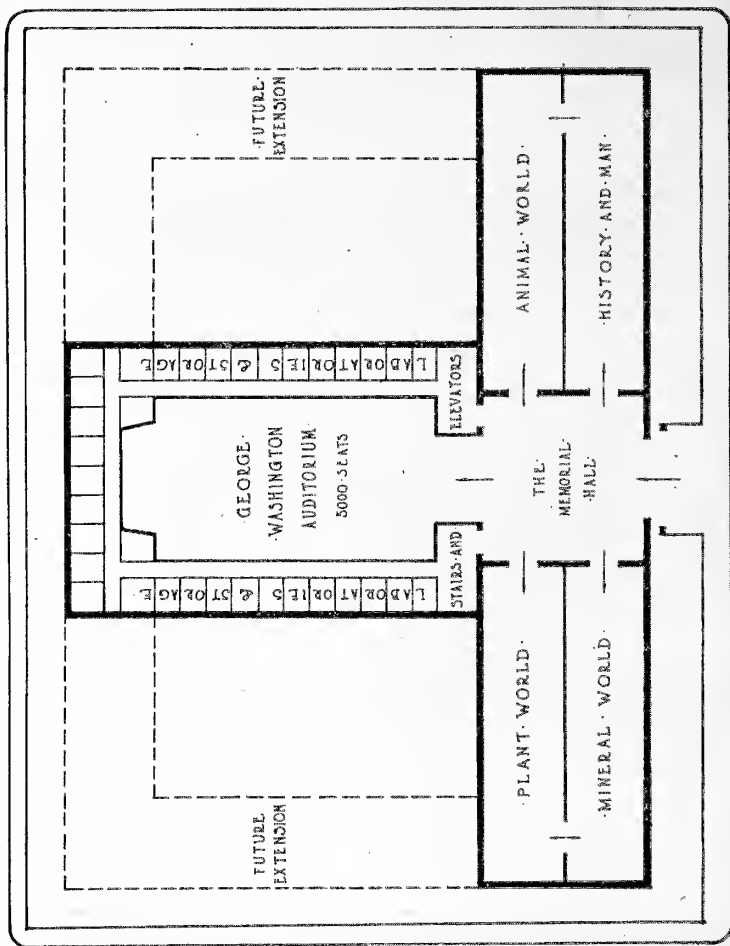 ·FUTURE·
EXTENSION
FUTURE
EXTENSION
LABORATORIES & STORAGE
·GEORGE·
·WASHINGTON
AUDITORIUM
5000·SEATS
LABORATORIES & STORAGE
STAIRS·AND
ELEVATORS
·PLANT·WORLD·
·THE
MEMORIAL·
·HALL
ANIMAL··WORLD·
·MINERAL·WORLD·
HISTORY·AND·MAN